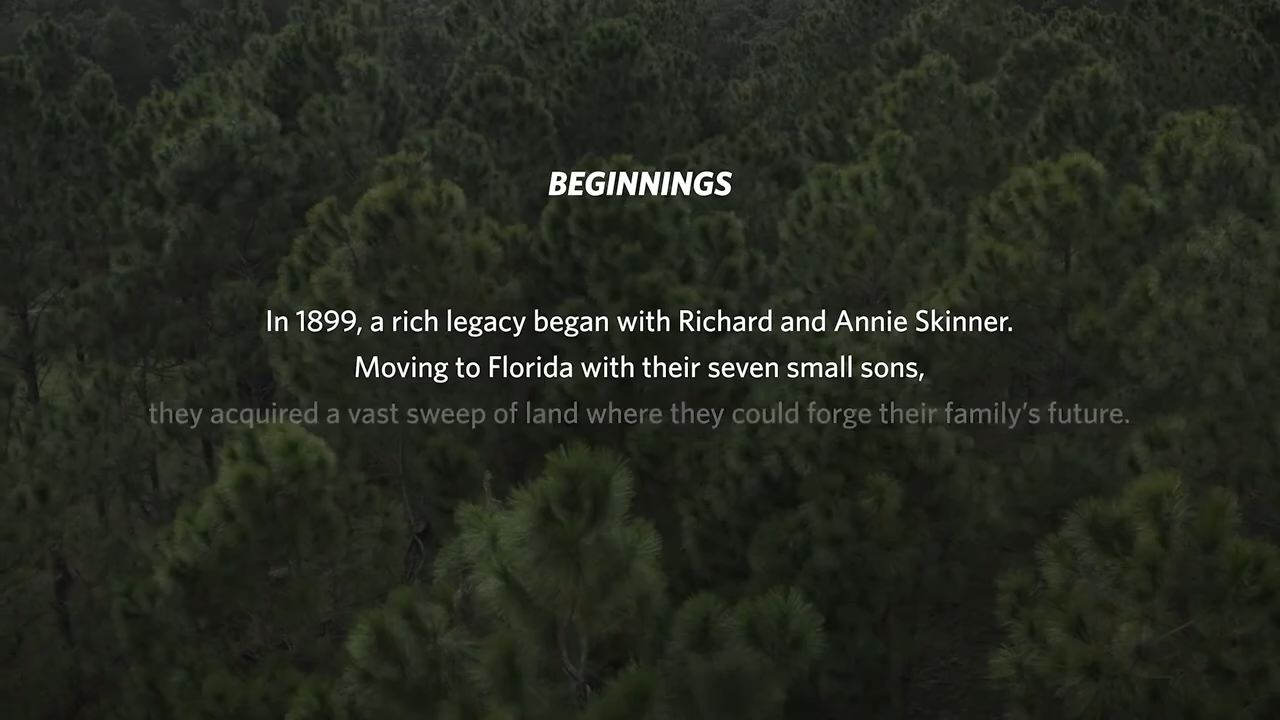 BEGINNINGS
In 1899, a rich legacy began with Richard and Annie Skinner.
Moving to Florida with their seven small sons,
they acquired a vast sweep of land where they could forge their family’s future.